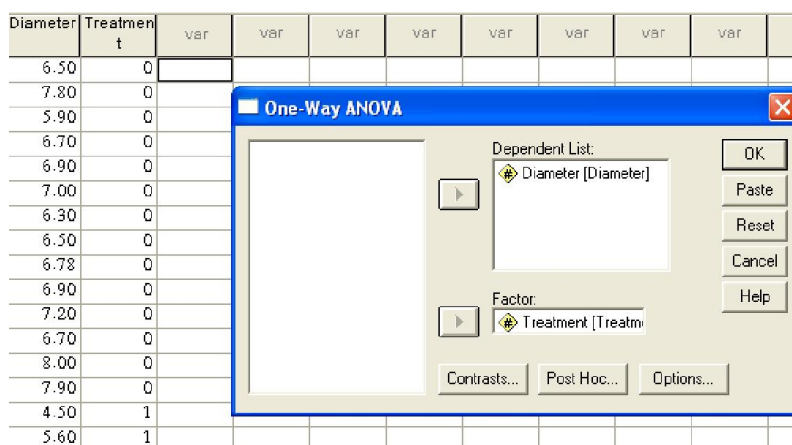 Diameter Treatment var var var var var var var var
6.50 0
7.80 0
5.90 0
6.70 0
6.90 0
7.00 0
6.30 0
6.50 0
6.78 0
6.90 0
7.20 0
6.70 0
8.00 0
7.90 0
4.50 1
5.60 1
One-Way ANOVA
Dependent List:
Diameter [Diameter]
Factor:
Treatment [Treatm
OK
Paste
Reset
Cancel
Help
Contrasts... Post Hoc... Options...